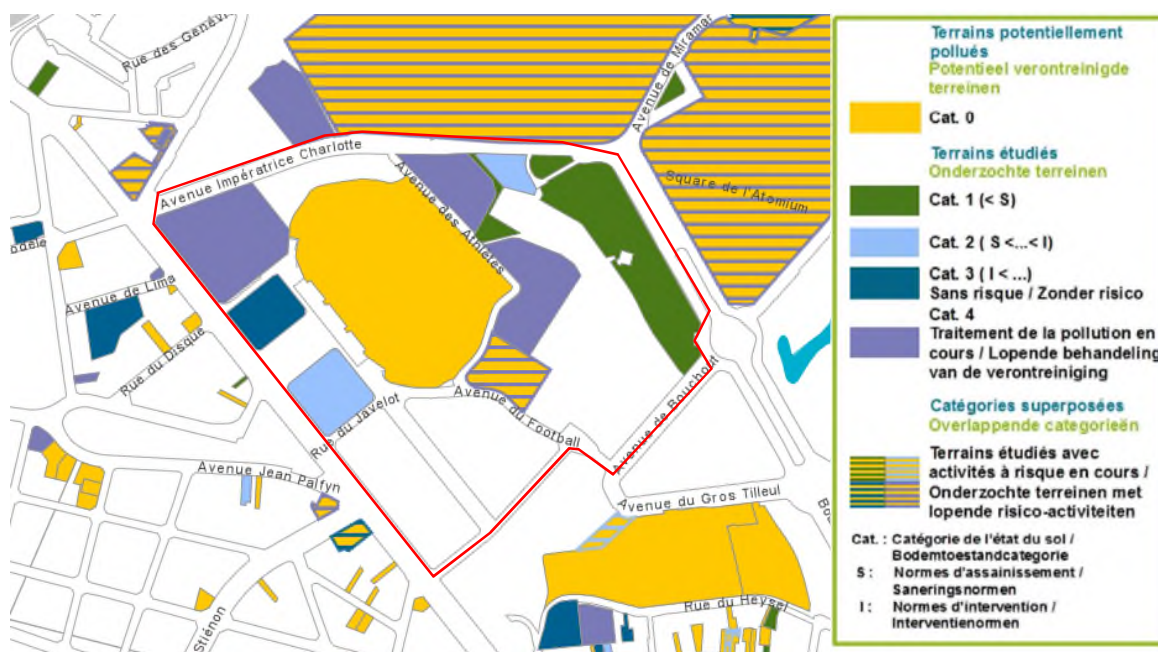 Rue des Genévr
Avenue de Miramar
Avenue Impératrice Charlotte
Avenue des Athlètes
Square de l'Atomium
odèle
Avenue de Lima
Rue du Disque
Rue du Javelot
Avenue du Football
Avenue de Bouchout
Avenue Jean Palfyn
Avenue du Gros Tilleul
Bo
Rue du Heysel
Stiénon
Terrains potentiellement
pollués
Potentieel verontreinigde
terreinen
Cat. 0
Terrains étudiés
Onderzochte terreinen
Cat. 1 (< S)
Cat. 2 ( S <...< I)
Cat. 3 ( I < ...)
Sans risque / Zonder risico
Cat. 4
Traitement de la pollution en
cours / Lopende behandeling
van de verontreiniging
Catégories superposées
Overlappende categorieën
Terrains étudiés avec
activités à risque en cours /
Onderzochte terreinen met
lopende risico-activiteiten
Cat. : Catégorie de l'état du sol /
Bodemtoestandcategorie
S : Normes d'assainissement /
Saneringsnormen
I : Normes d'intervention /
Interventienormen